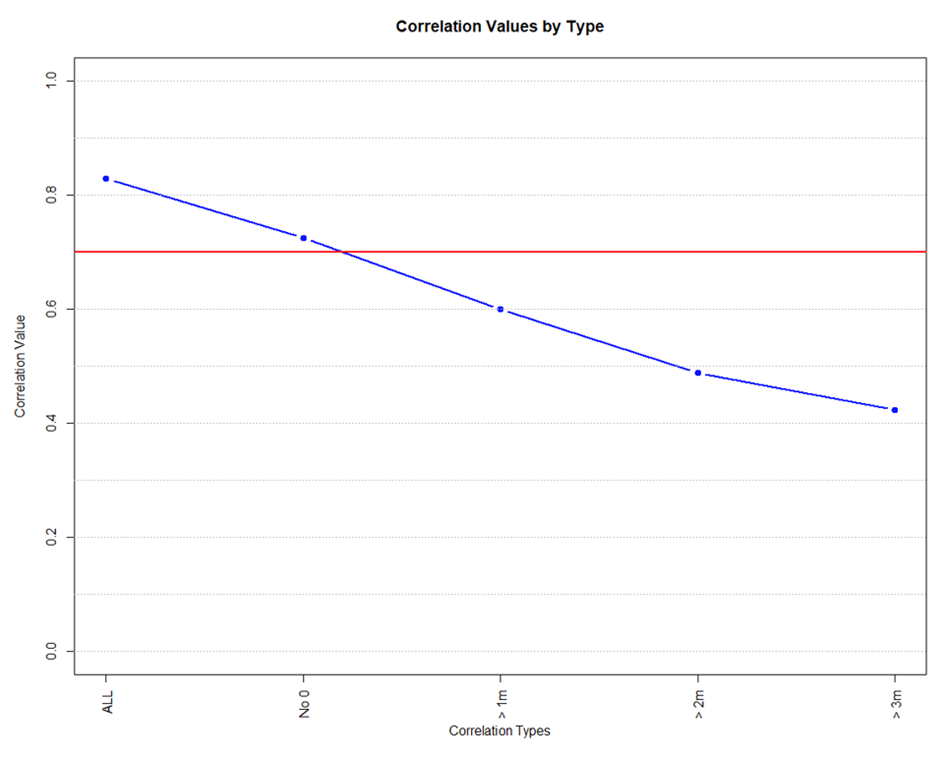 Correlation Values by Type
Correlation Value
1.0
0.8
0.6
0.4
0.2
0.0
ALL
No 0
> 1m
> 2m
> 3m
Correlation Types